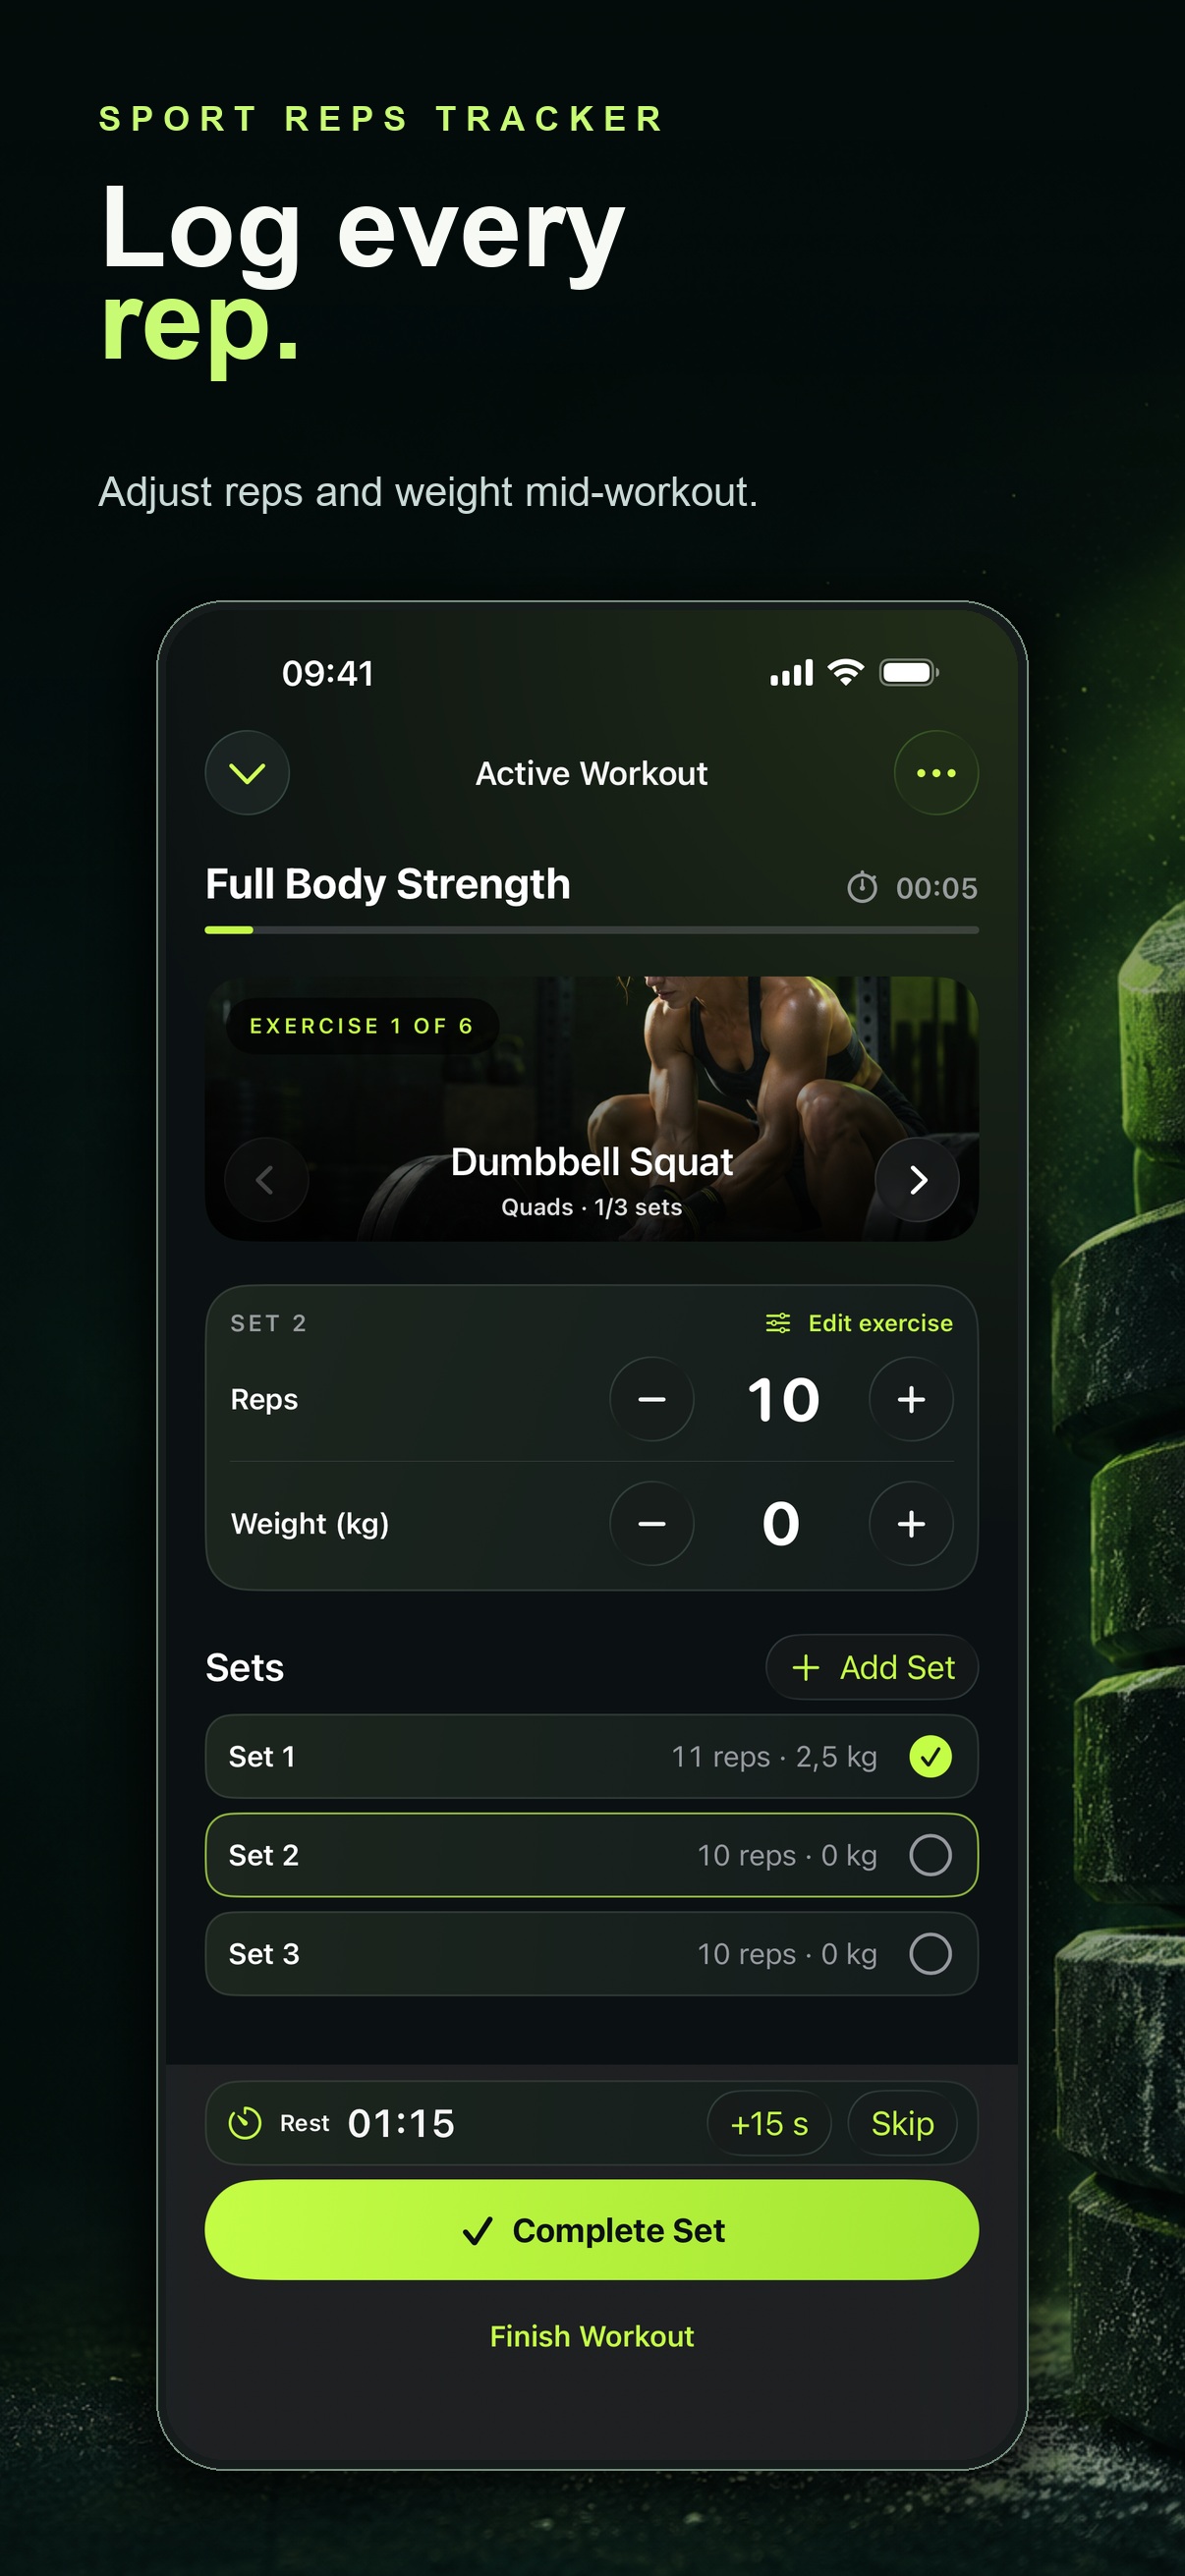 SPORT REPS TRACKER
Log every
rep.
Adjust reps and weight mid-workout.
09:41
Active Workout
Full Body Strength
00:05
EXERCISE 1 OF 6
Dumbbell Squat
Quads · 1/3 sets
SET 2
Edit exercise
Reps
10
Weight (kg)
0
Sets
+ Add Set
Set 1
11 reps · 2,5 kg
Set 2
10 reps · 0 kg
Set 3
10 reps · 0 kg
Rest 01:15
+15 s
Skip
Complete Set
Finish Workout